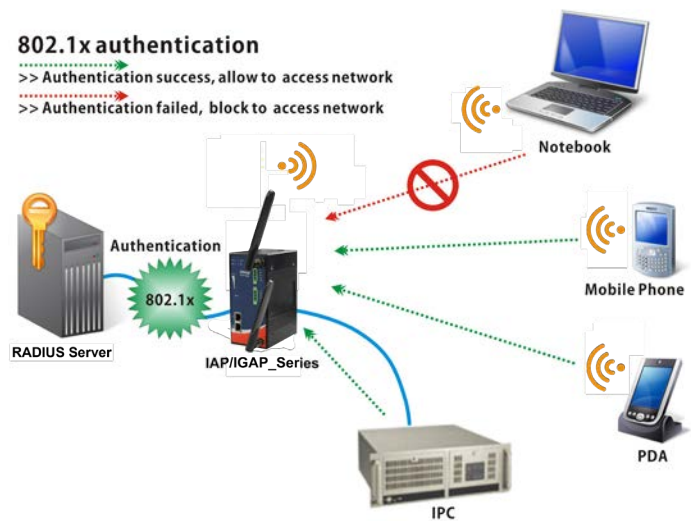 802.1x authentication
>> Authentication success, allow to access network
>> Authentication failed, block to access network
Notebook
Authentication
802.1x
Mobile Phone
RADIUS Server
IAP/IGAP_Series
PDA
IPC